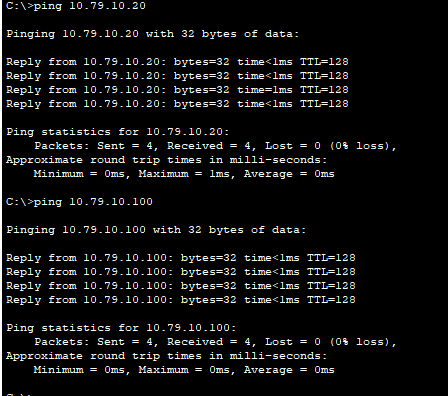 C:\>ping 10.79.10.20
Pinging 10.79.10.20 with 32 bytes of data:
Reply from 10.79.10.20: bytes=32 time<1ms TTL=128
Reply from 10.79.10.20: bytes=32 time<1ms TTL=128
Reply from 10.79.10.20: bytes=32 time=1ms TTL=128
Reply from 10.79.10.20: bytes=32 time<1ms TTL=128
Ping statistics for 10.79.10.20:
Packets: Sent = 4, Received = 4, Lost = 0 (0% loss),
Approximate round trip times in milli-seconds:
Minimum = 0ms, Maximum = 1ms, Average = 0ms
C:\>ping 10.79.10.100
Pinging 10.79.10.100 with 32 bytes of data:
Reply from 10.79.10.100: bytes=32 time<1ms TTL=128
Reply from 10.79.10.100: bytes=32 time<1ms TTL=128
Reply from 10.79.10.100: bytes=32 time<1ms TTL=128
Reply from 10.79.10.100: bytes=32 time<1ms TTL=128
Ping statistics for 10.79.10.100:
Packets: Sent = 4, Received = 4, Lost = 0 (0% loss),
Approximate round trip times in milli-seconds:
Minimum = 0ms, Maximum = 0ms, Average = 0ms